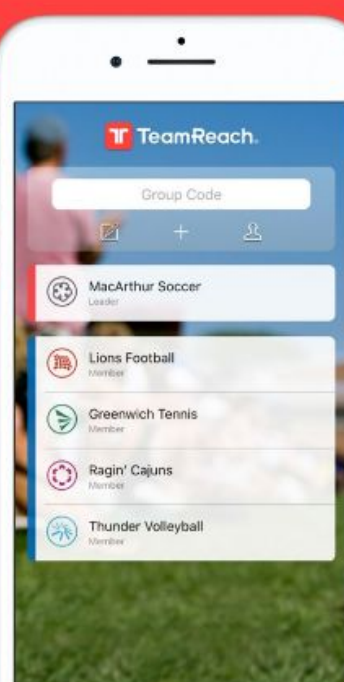 TeamReach
Group Code
MacArthur Soccer
Leader
Lions Football
Member
Greenwich Tennis
Member
Ragin' Cajuns
Member
Thunder Volleyball
Member